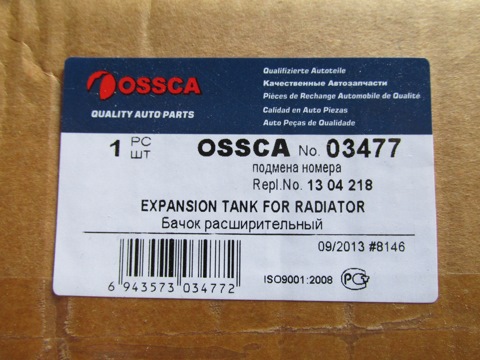 OSSCA
QUALITY AUTO PARTS
Qualifizierte Autoteile
Качественные Автозапчасти
Pièces de Rechange Automobile de Qualité
Calidad en Auto Piezas
Auto Peças de Qualidade
1 PC ШТ
OSSCA No. 03477
подмена номера
Repl.No. 13 04 218
EXPANSION TANK FOR RADIATOR
Бачок расширительный
09/2013 #8146
6 943573 034772
ISO9001:2008